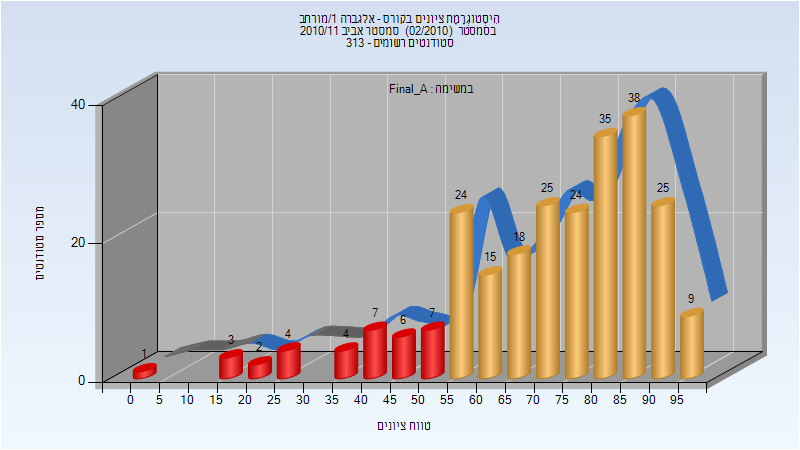 היסטוגרמת ציונים בקורס - אלגברה 1/מורחב
בסמסטר (02/2010) סמסטר אביב 2010/11
סטודנטים רשומים - 313
במשימה : Final_A
מספר סטודנטים
40
20
0
1
3
2
4
4
7
6
7
24
15
18
25
24
35
38
25
9
0 5 10 15 20 25 30 35 40 45 50 55 60 65 70 75 80 85 90 95
טווח ציונים